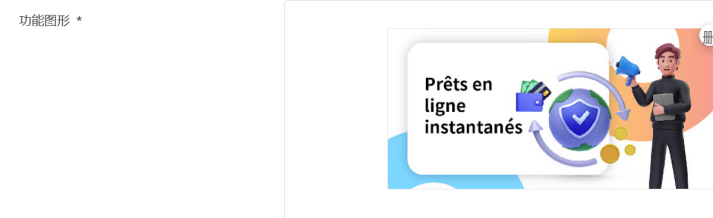 功能图形 *
Prêts en
ligne
instantanés